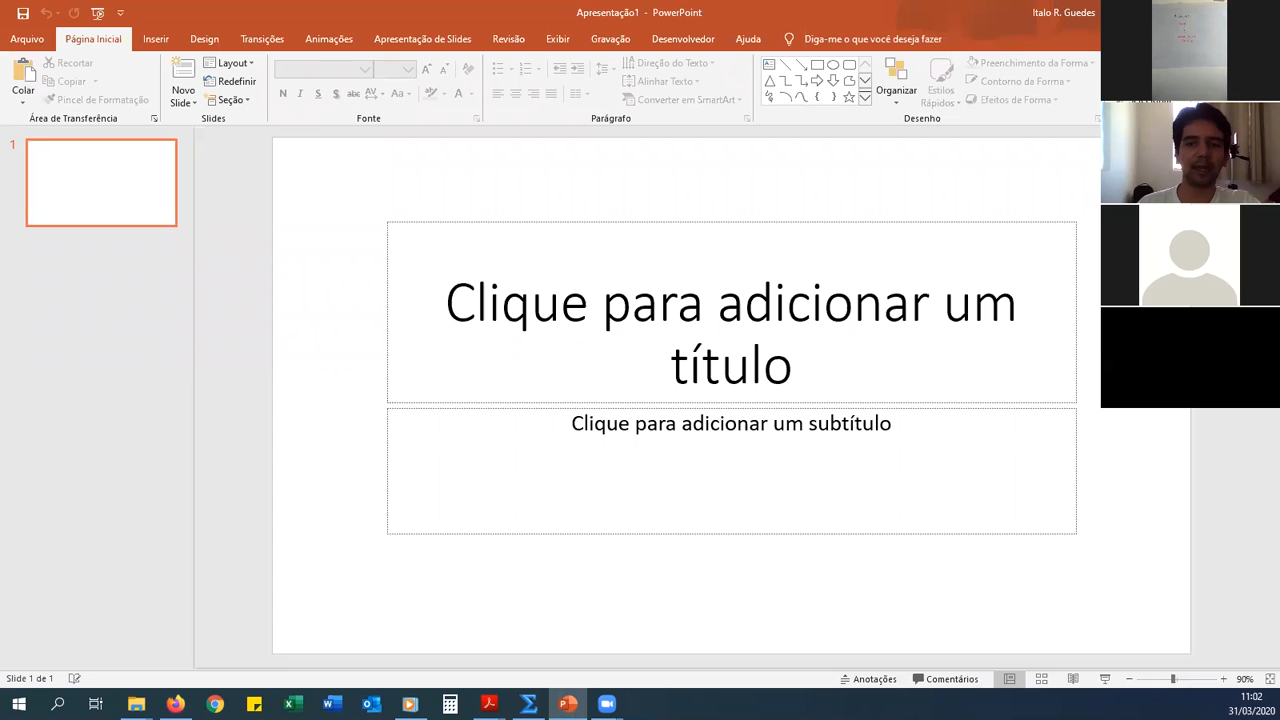 Apresentação1 - PowerPoint
Italo R. Guedes
Arquivo Página Inicial Inserir Design Transições Animações Apresentação de Slides Revisão Exibir Gravação Desenvolvedor Ajuda Diga-me o que você deseja fazer
Colar
Recortar
Copiar
Pincel de Formatação
Área de Transferência
Novo Slide
Layout
Redefinir
Seção
Slides
N I S S abc AV Aa A
Fonte
Direção do Texto
Alinhar Texto
Converter em SmartArt
Parágrafo
Organizar
Estilos Rápidos
Preenchimento da Forma
Contorno da Forma
Efeitos de Forma
Desenho
1
Clique para adicionar um
título
Clique para adicionar um subtítulo
Slide 1 de 1
Anotações
Comentários
90%
11:02
31/03/2020